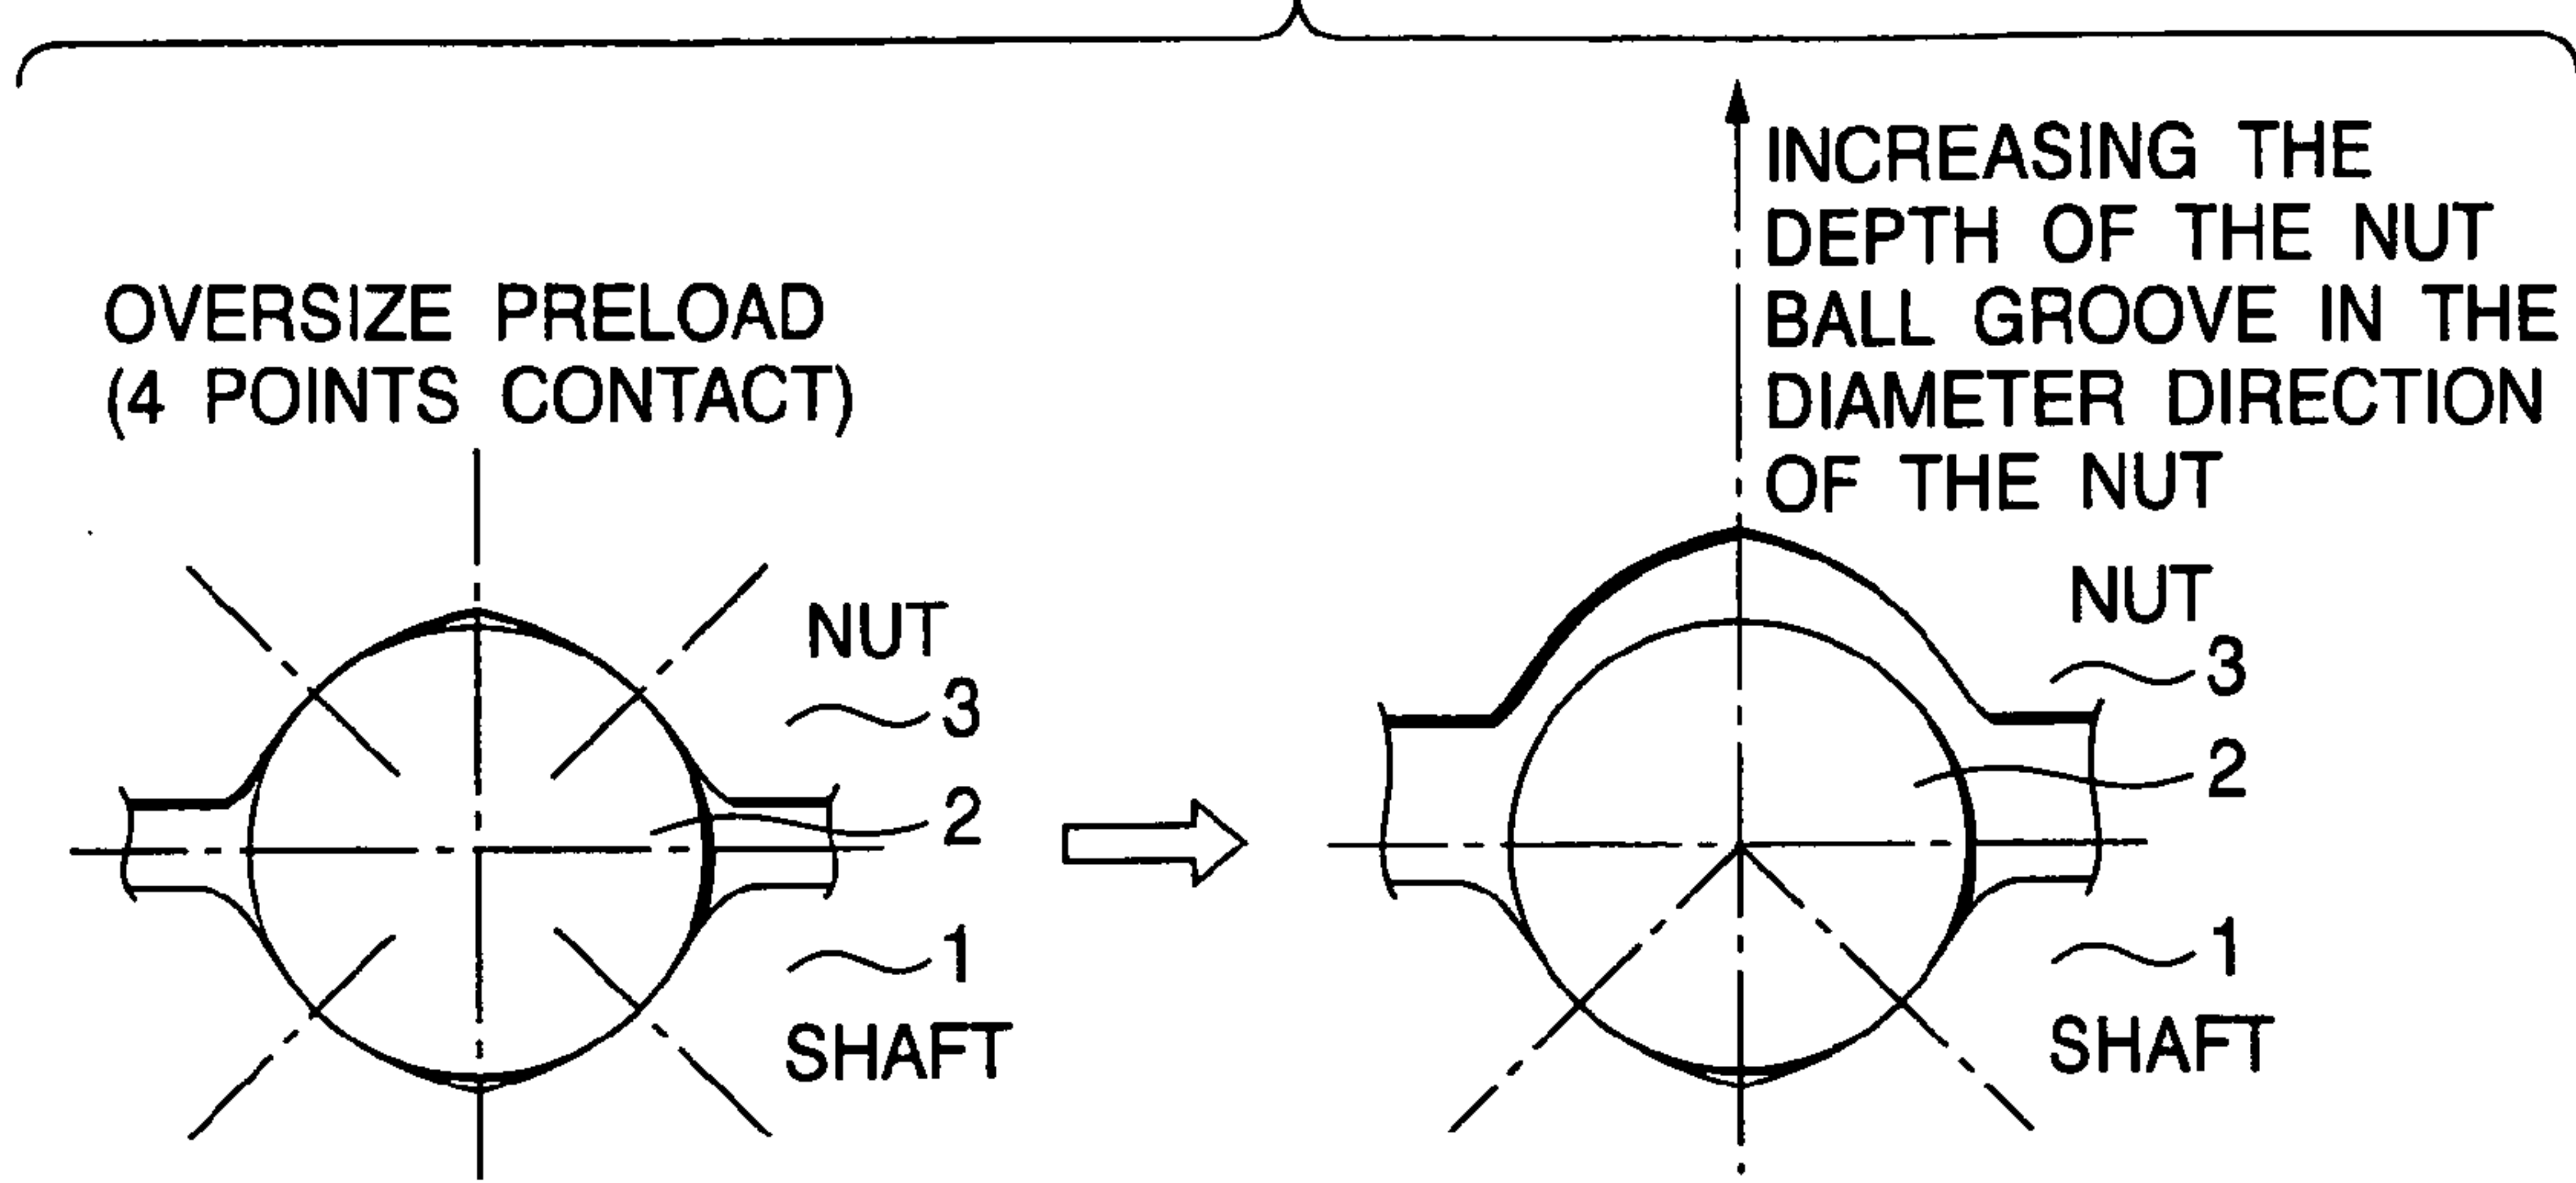 OVERSIZE PRELOAD
(4 POINTS CONTACT)
NUT
3
2
1
SHAFT
INCREASING THE
DEPTH OF THE NUT
BALL GROOVE IN THE
DIAMETER DIRECTION
OF THE NUT
NUT
3
2
1
SHAFT